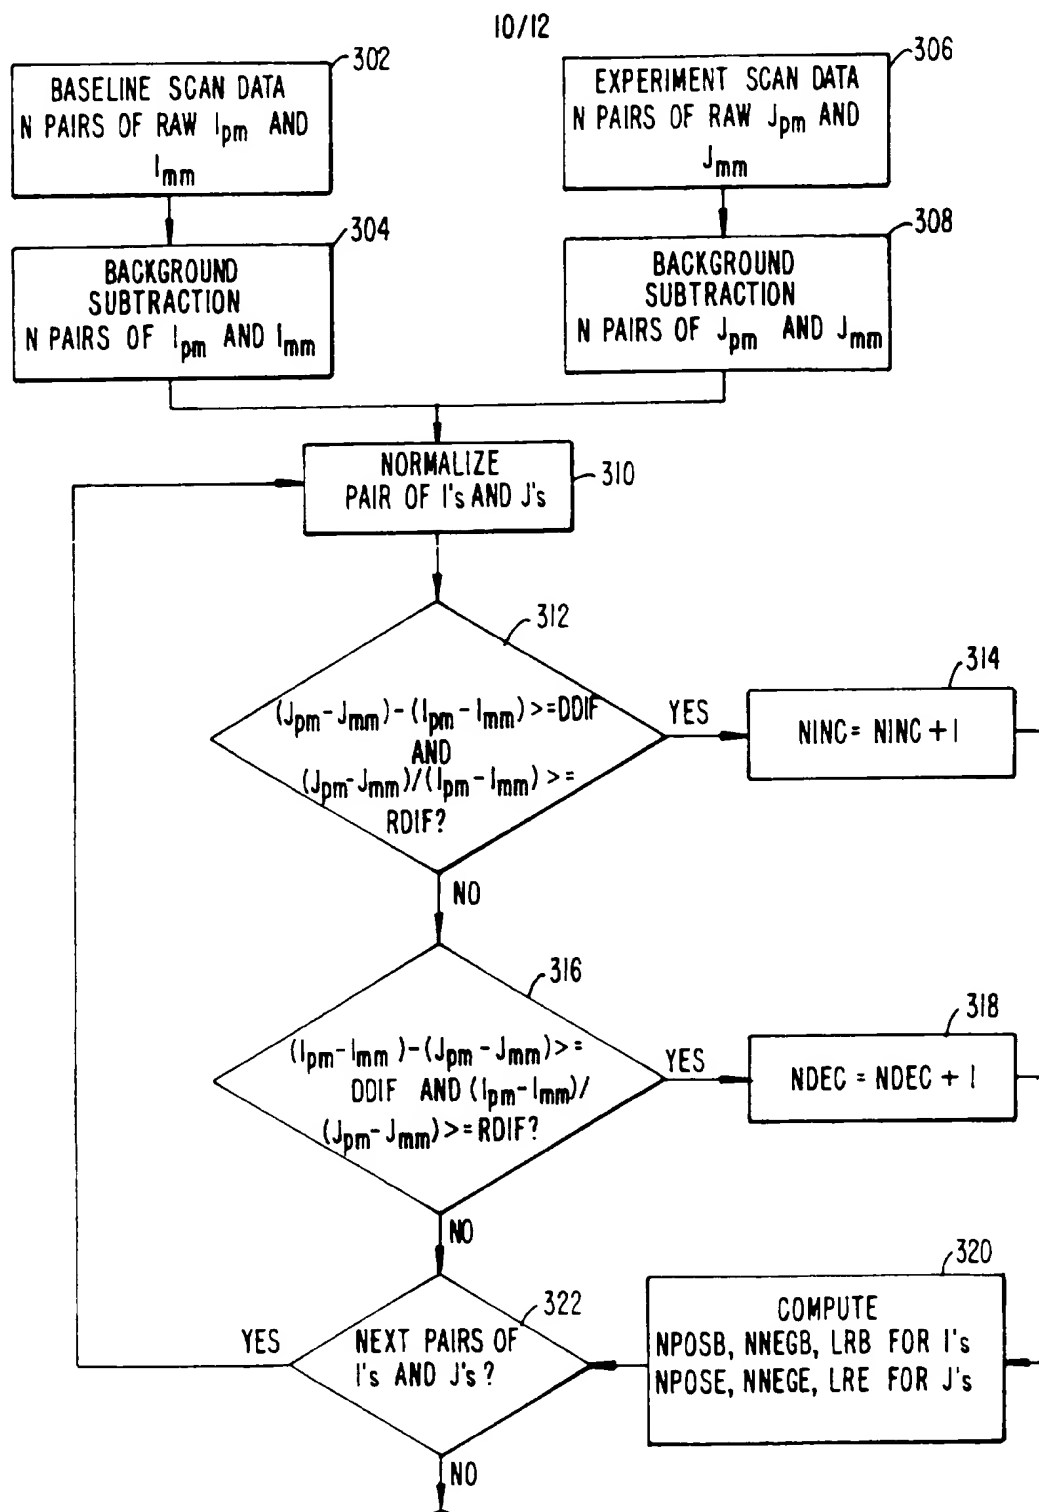 10/12
302
BASELINE SCAN DATA
N PAIRS OF RAW Ipm AND
Imm
306
EXPERIMENT SCAN DATA
N PAIRS OF RAW Jpm AND
Jmm
304
BACKGROUND
SUBTRACTION
N PAIRS OF Ipm AND Imm
308
BACKGROUND
SUBTRACTION
N PAIRS OF Jpm AND Jmm
NORMALIZE
PAIR OF I's AND J's
310
312
(Jpm-Jmm)-(Ipm-Imm)>=DDIF
AND
(Jpm-Jmm)/(Ipm-Imm)>=
RDIF?
YES
314
NINC= NINC+1
NO
316
(Ipm-Imm)-(Jpm-Jmm)>=
DDIF AND (Ipm-Imm)/
(Jpm-Jmm)>=RDIF?
YES
318
NDEC = NDEC + 1
NO
322
YES
NEXT PAIRS OF
I's AND J's?
320
COMPUTE
NPOSB, NNEGB, LRB FOR I's
NPOSE, NNEGE, LRE FOR J's
NO